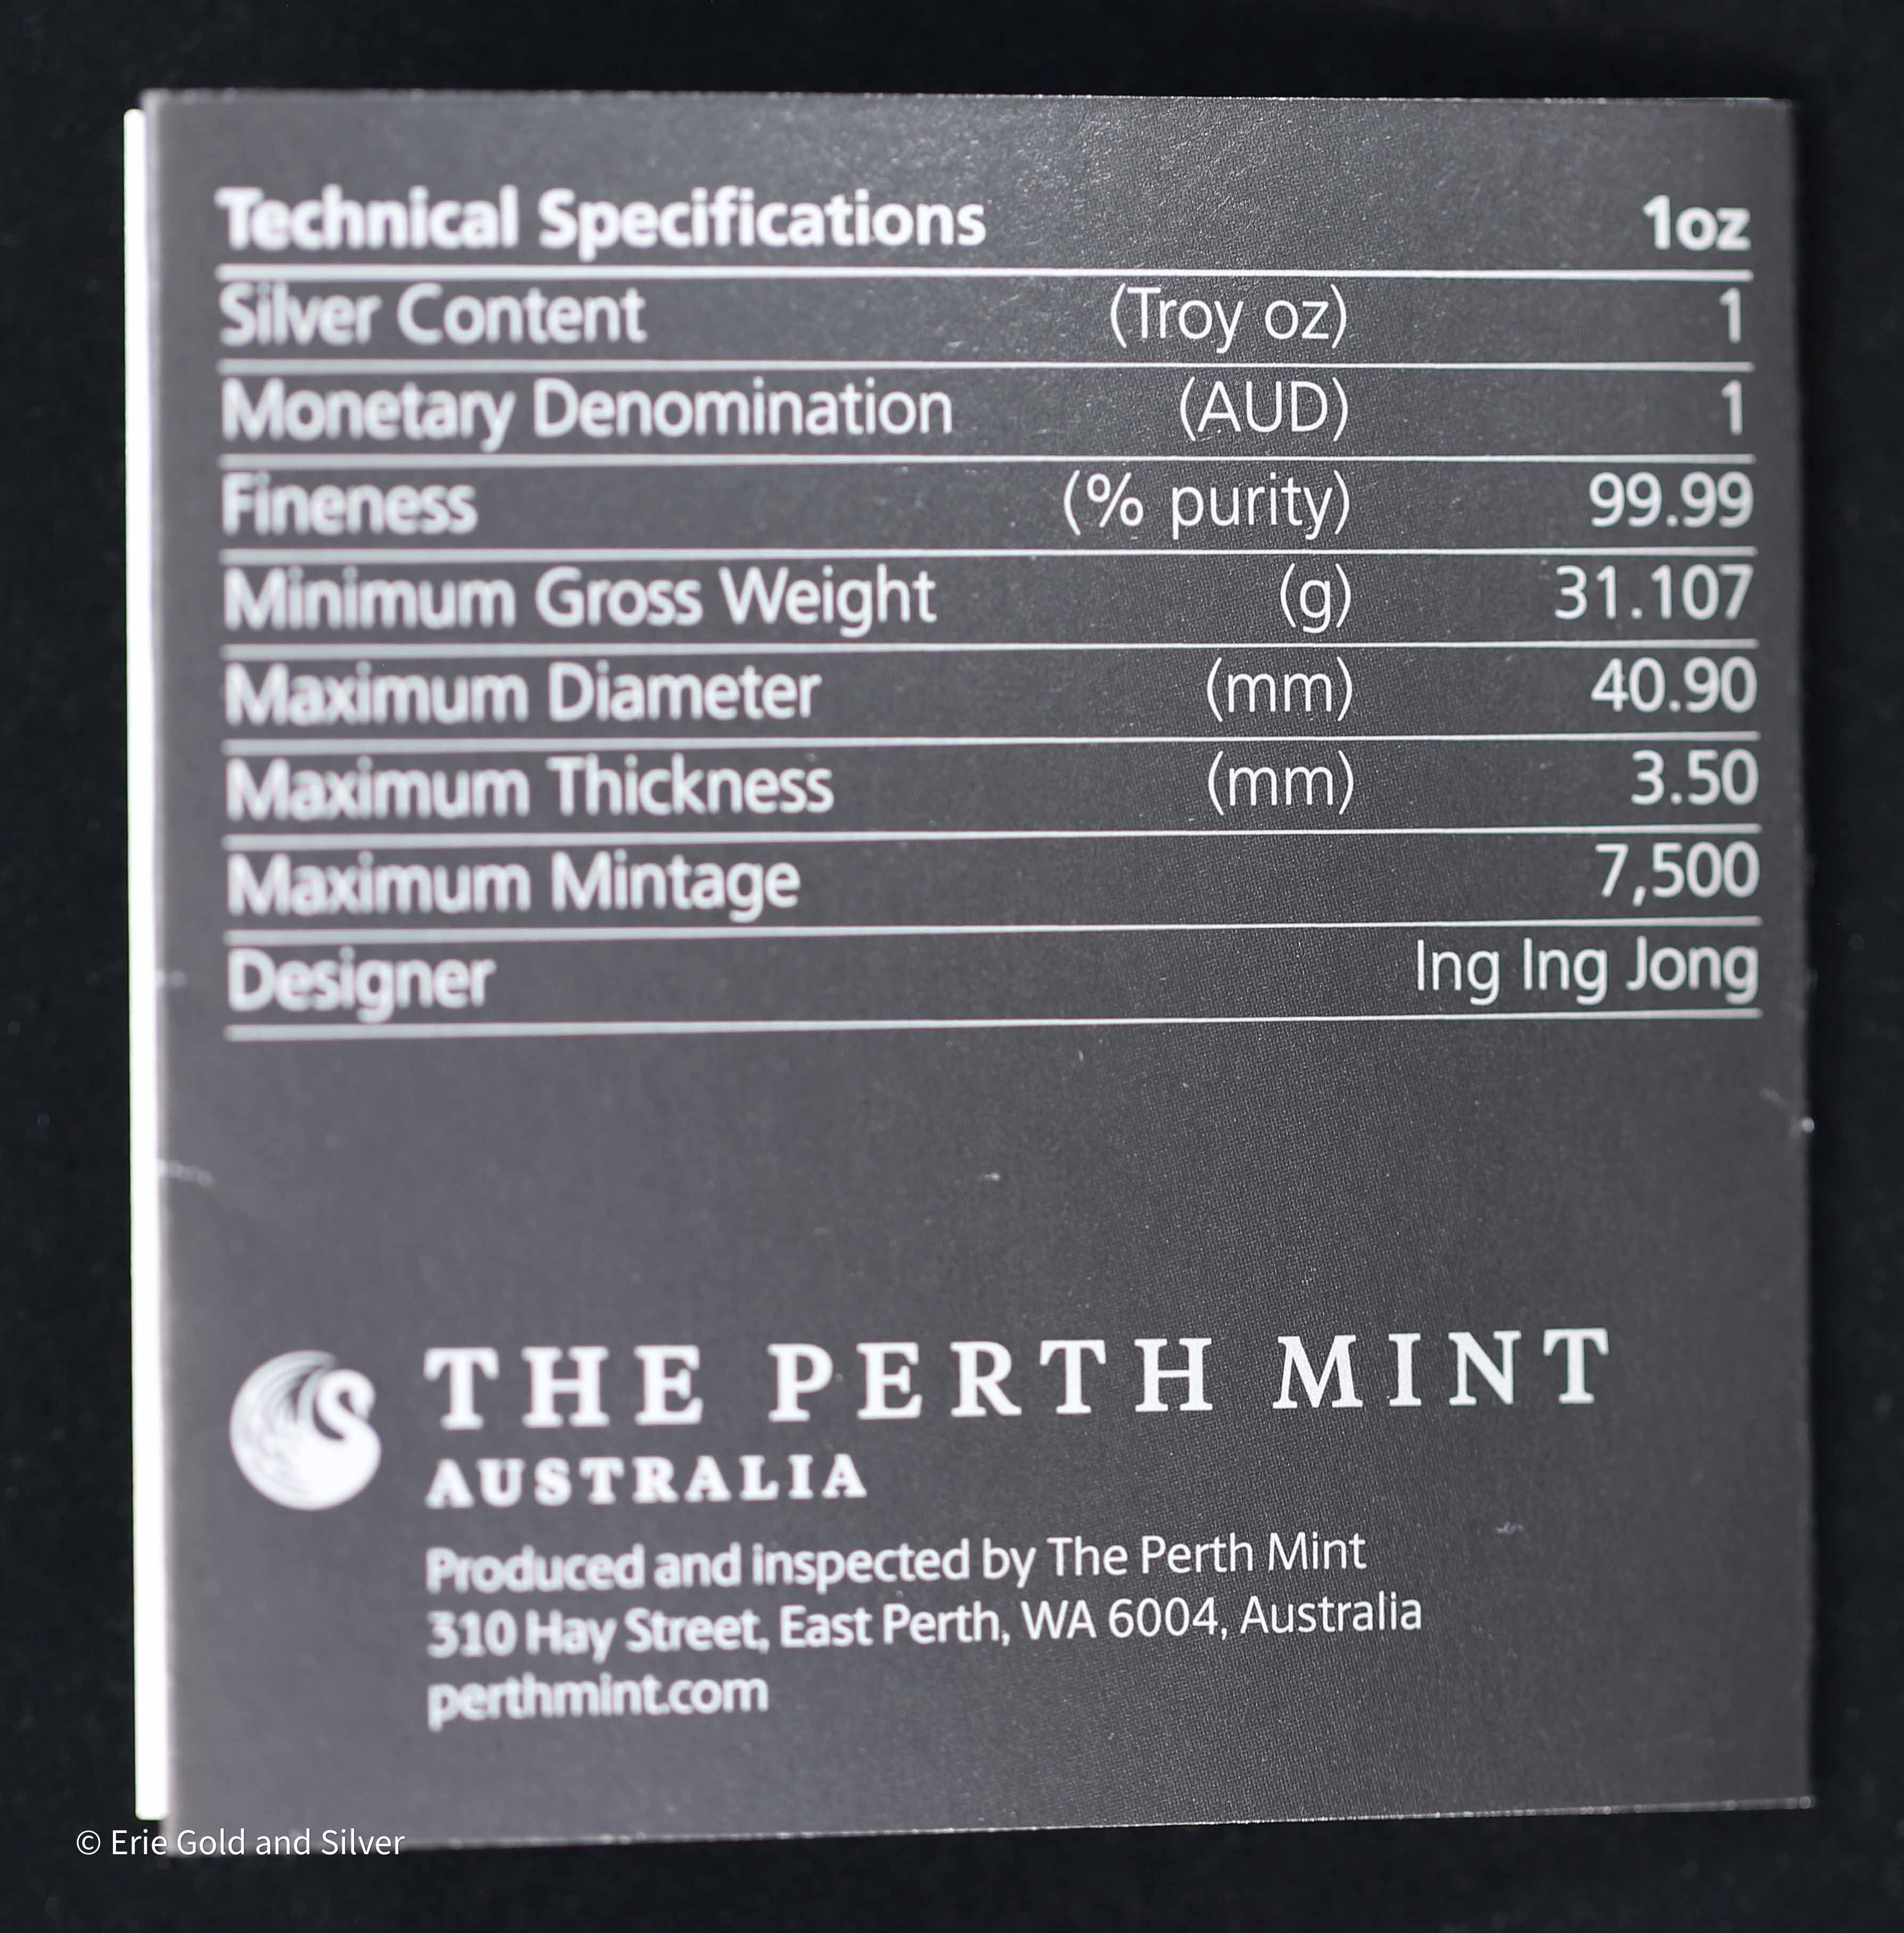 Technical Specifications 1oz
Silver Content (Troy oz) 1
Monetary Denomination (AUD) 1
Fineness (% purity) 99.99
Minimum Gross Weight (g) 31.107
Maximum Diameter (mm) 40.90
Maximum Thickness (mm) 3.50
Maximum Mintage 7,500
Designer Ing Ing Jong
THE PERTH MINT
AUSTRALIA
Produced and inspected by The Perth Mint
310 Hay Street, East Perth, WA 6004, Australia
perthmint.com
© Erie Gold and Silver